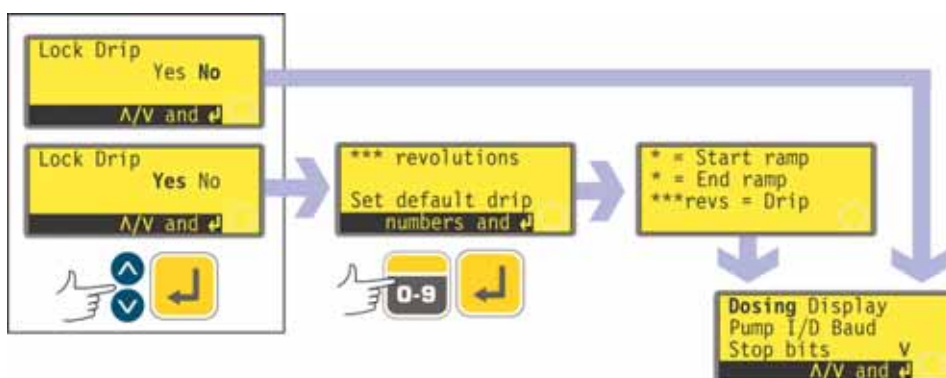 Lock Drip
Yes No
Λ/V and ↲
Lock Drip
Yes No
Λ/V and ↲
*** revolutions
Set default drip
numbers and ↲
0-9
* = Start ramp
* = End ramp
***revs = Drip
Dosing Display
Pump I/D Baud
Stop bits V
Λ/V and ↲